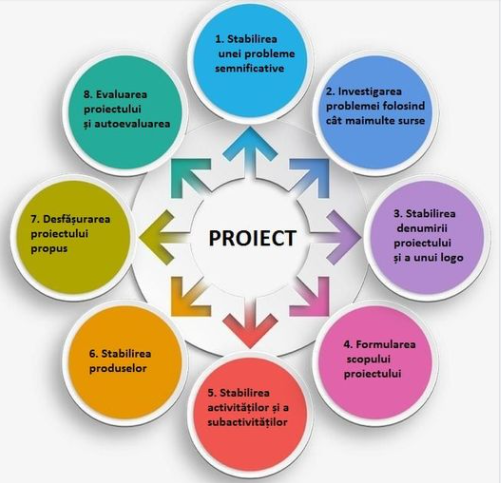 1. Stabilirea
unei probleme
semnificative
2. Investigarea
problemei folosind
cât maimulte surse
3. Stabilirea
denumirii
proiectului
și a unui logo
4. Formularea
scopului
proiectului
5. Stabilirea
activităților și a
subactivităților
6. Stabilirea
produselor
7. Desfășurarea
proiectului
propus
8. Evaluarea
proiectului
și autoevaluarea
PROIECT